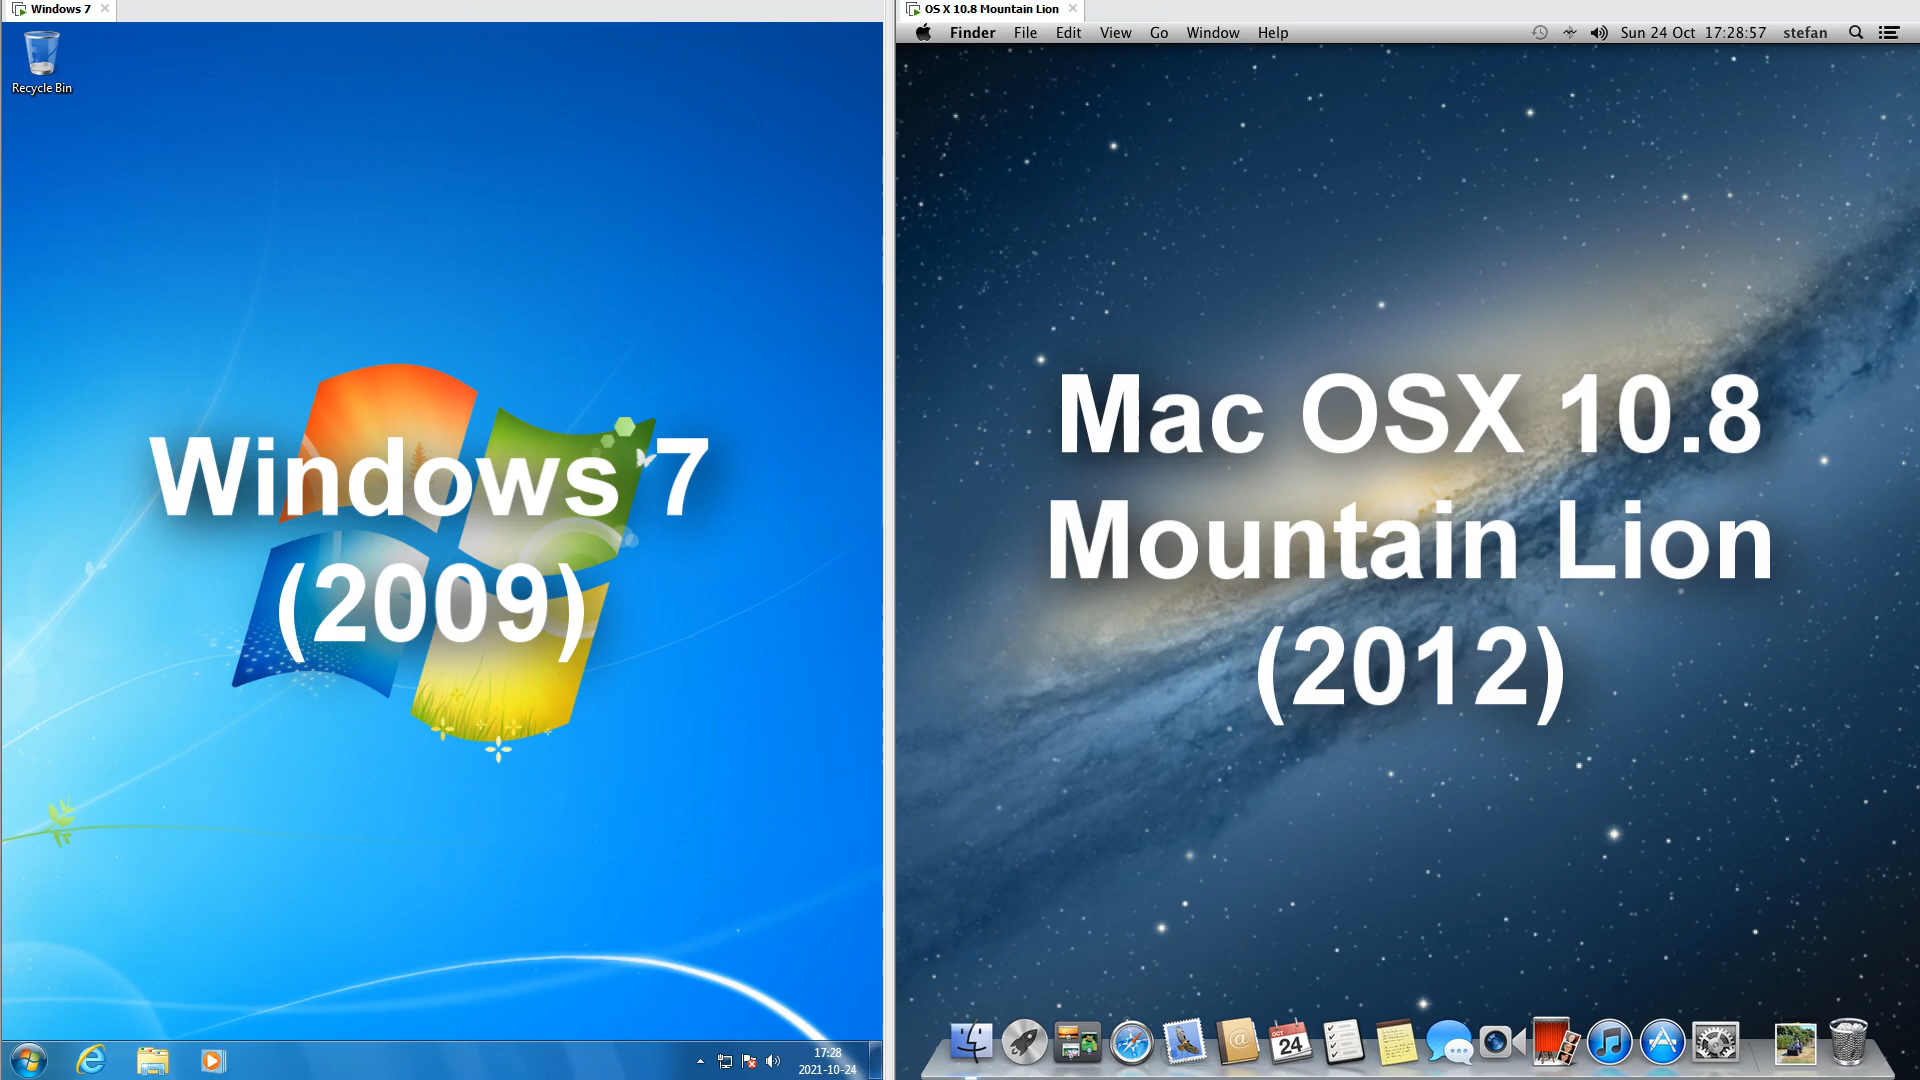 Windows 7
Recycle Bin
Windows 7
(2009)
17:28
2021-10-24
OS X 10.8 Mountain Lion
Finder File Edit View Go Window Help
Sun 24 Oct 17:28:57 stefan
Mac OSX 10.8
Mountain Lion
(2012)
OCT
24